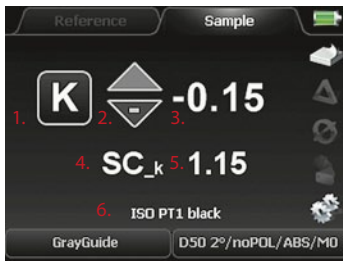 Reference Sample
1. K 2. - 3. -0.15
4. SC_k 5. 1.15
6. ISO PT1 black
GrayGuide D50 2°/noPOL/ABS/M0